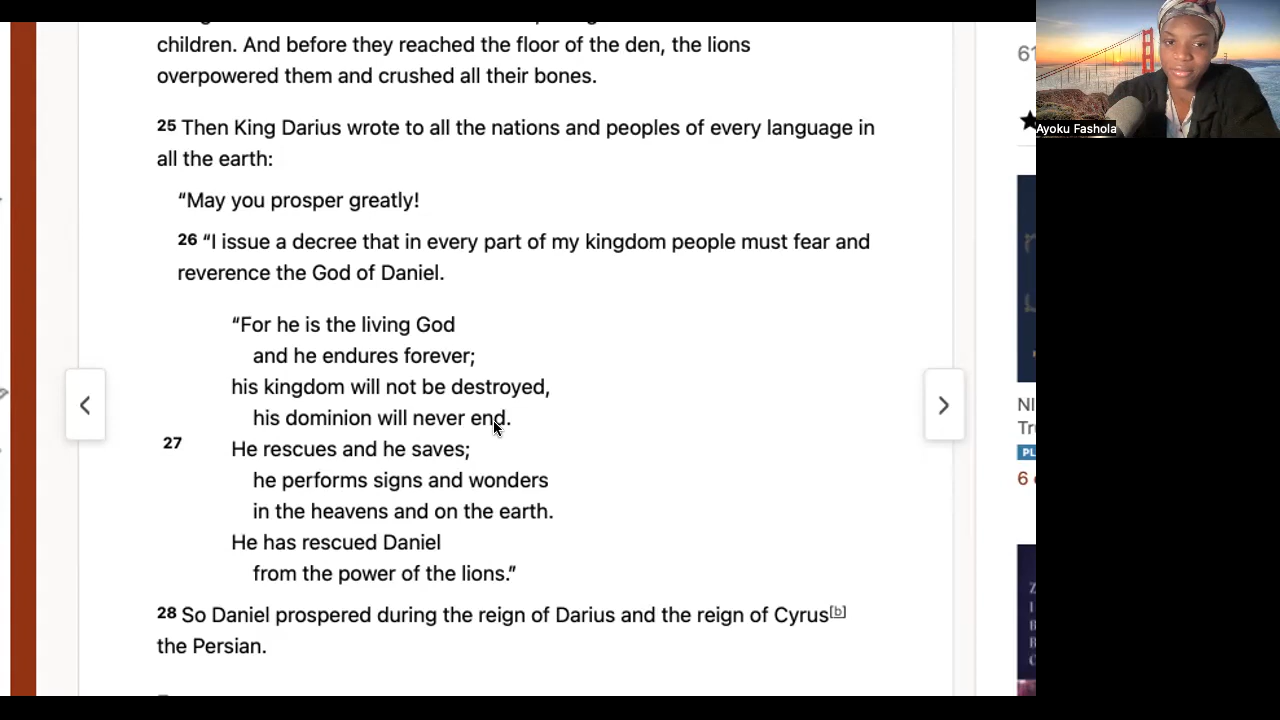 children. And before they reached the floor of the den, the lions
overpowered them and crushed all their bones.
25 Then King Darius wrote to all the nations and peoples of every language in
all the earth:
“May you prosper greatly!
26 “I issue a decree that in every part of my kingdom people must fear and
reverence the God of Daniel.
“For he is the living God
and he endures forever;
his kingdom will not be destroyed,
his dominion will never end.
27 He rescues and he saves;
he performs signs and wonders
in the heavens and on the earth.
He has rescued Daniel
from the power of the lions.”
28 So Daniel prospered during the reign of Darius and the reign of Cyrus[b]
the Persian.
Ayoku Fashola
61
NI
Tr
PL
6